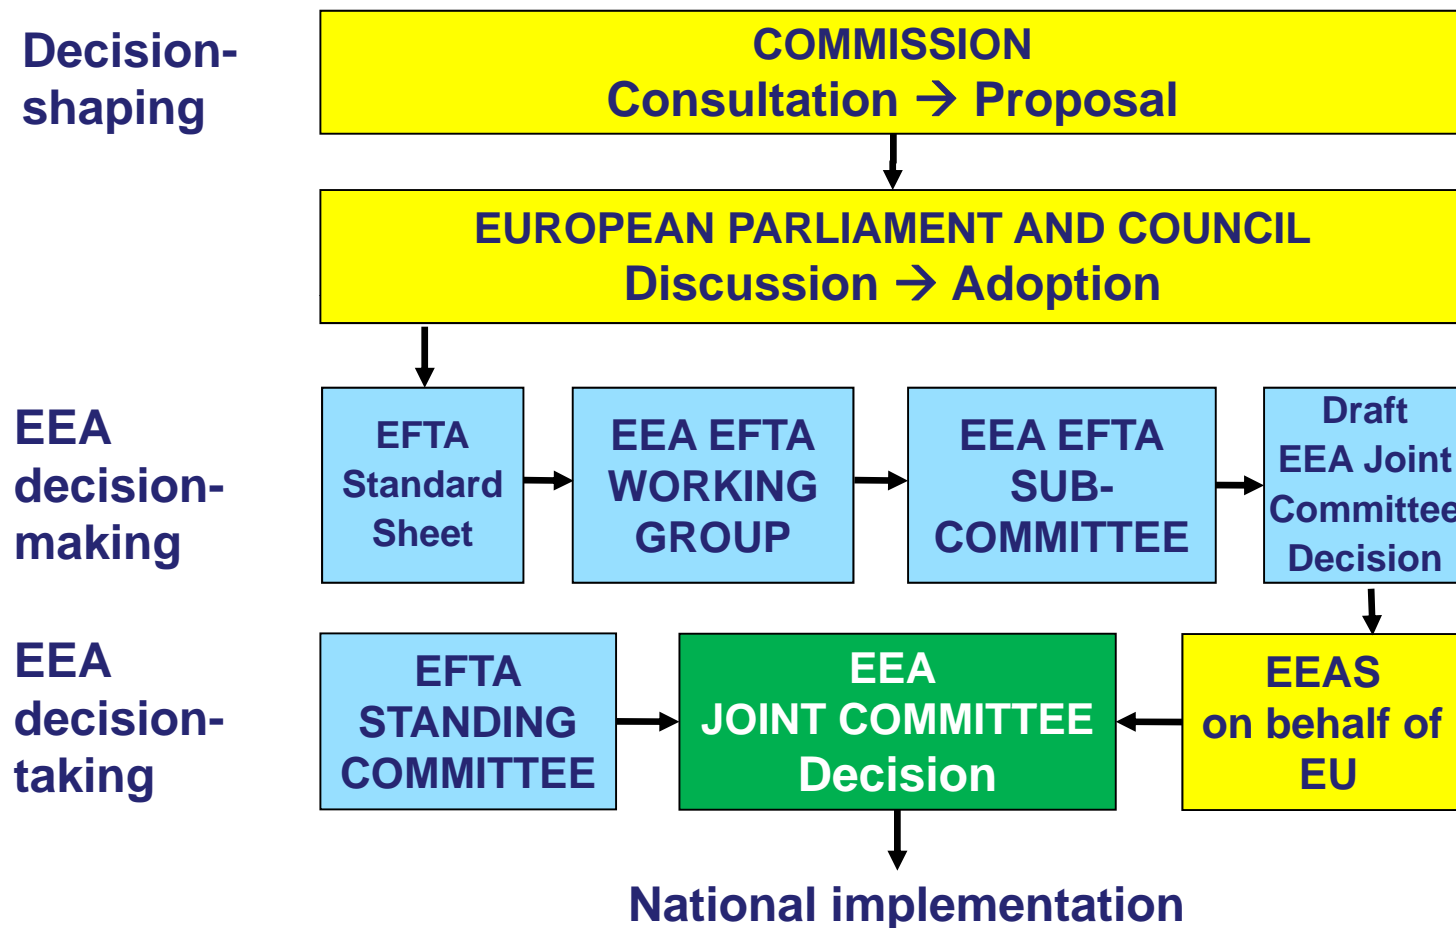 Decision-
shaping
COMMISSION
Consultation → Proposal
EUROPEAN PARLIAMENT AND COUNCIL
Discussion → Adoption
EEA
decision-
making
EFTA
Standard
Sheet
EEA EFTA
WORKING
GROUP
EEA EFTA
SUB-
COMMITTEE
Draft
EEA Joint
Committee
Decision
EEA
decision-
taking
EFTA
STANDING
COMMITTEE
EEA
JOINT COMMITTEE
Decision
EEAS
on behalf of
EU
National implementation